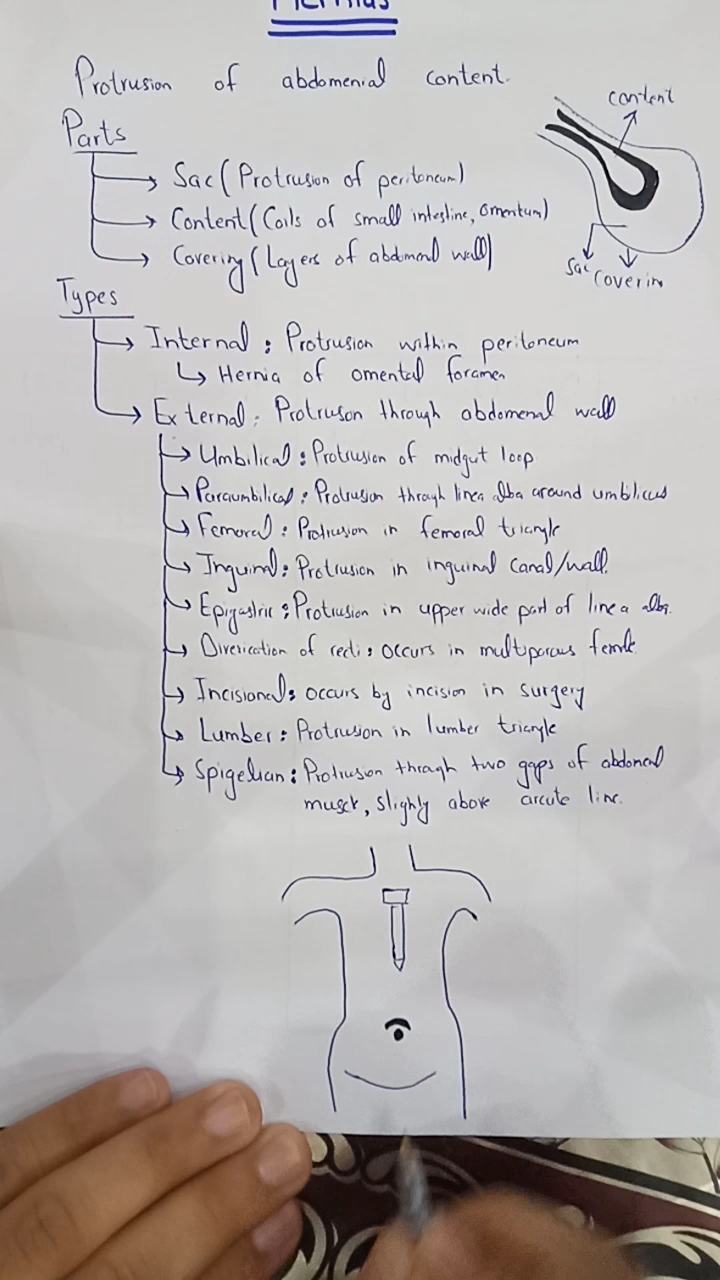 Hernias
Protrusion of abdomenial content.
Parts
content
Sac (Protrusion of peritoneum)
Content (Coils of small intestine, omentum)
Covering (Layers of abdomenal wall)
Sac
Coverin
Types
Internal : Protrusion within peritoneum
Hernia of omental foramen
External : Protruson through abdomenal wall
Umbilical : Protrusion of midgut loop
Paraumbilical : Protrusion through linea alba around umbilicus
Femoral : Protrusion in femoral triangle
Inguinal : Protrusion in inguinal canal/wall.
Epigastric : Protrusion in upper wide part of linea alba.
Diverication of recti : occurs in multiparous female
Incisional : occurs by incision in surgery
Lumber : Protrusion in lumber triangle
Spigelian : Protrusion through two gaps of abdomenal
muscle, slighly above arcute line.